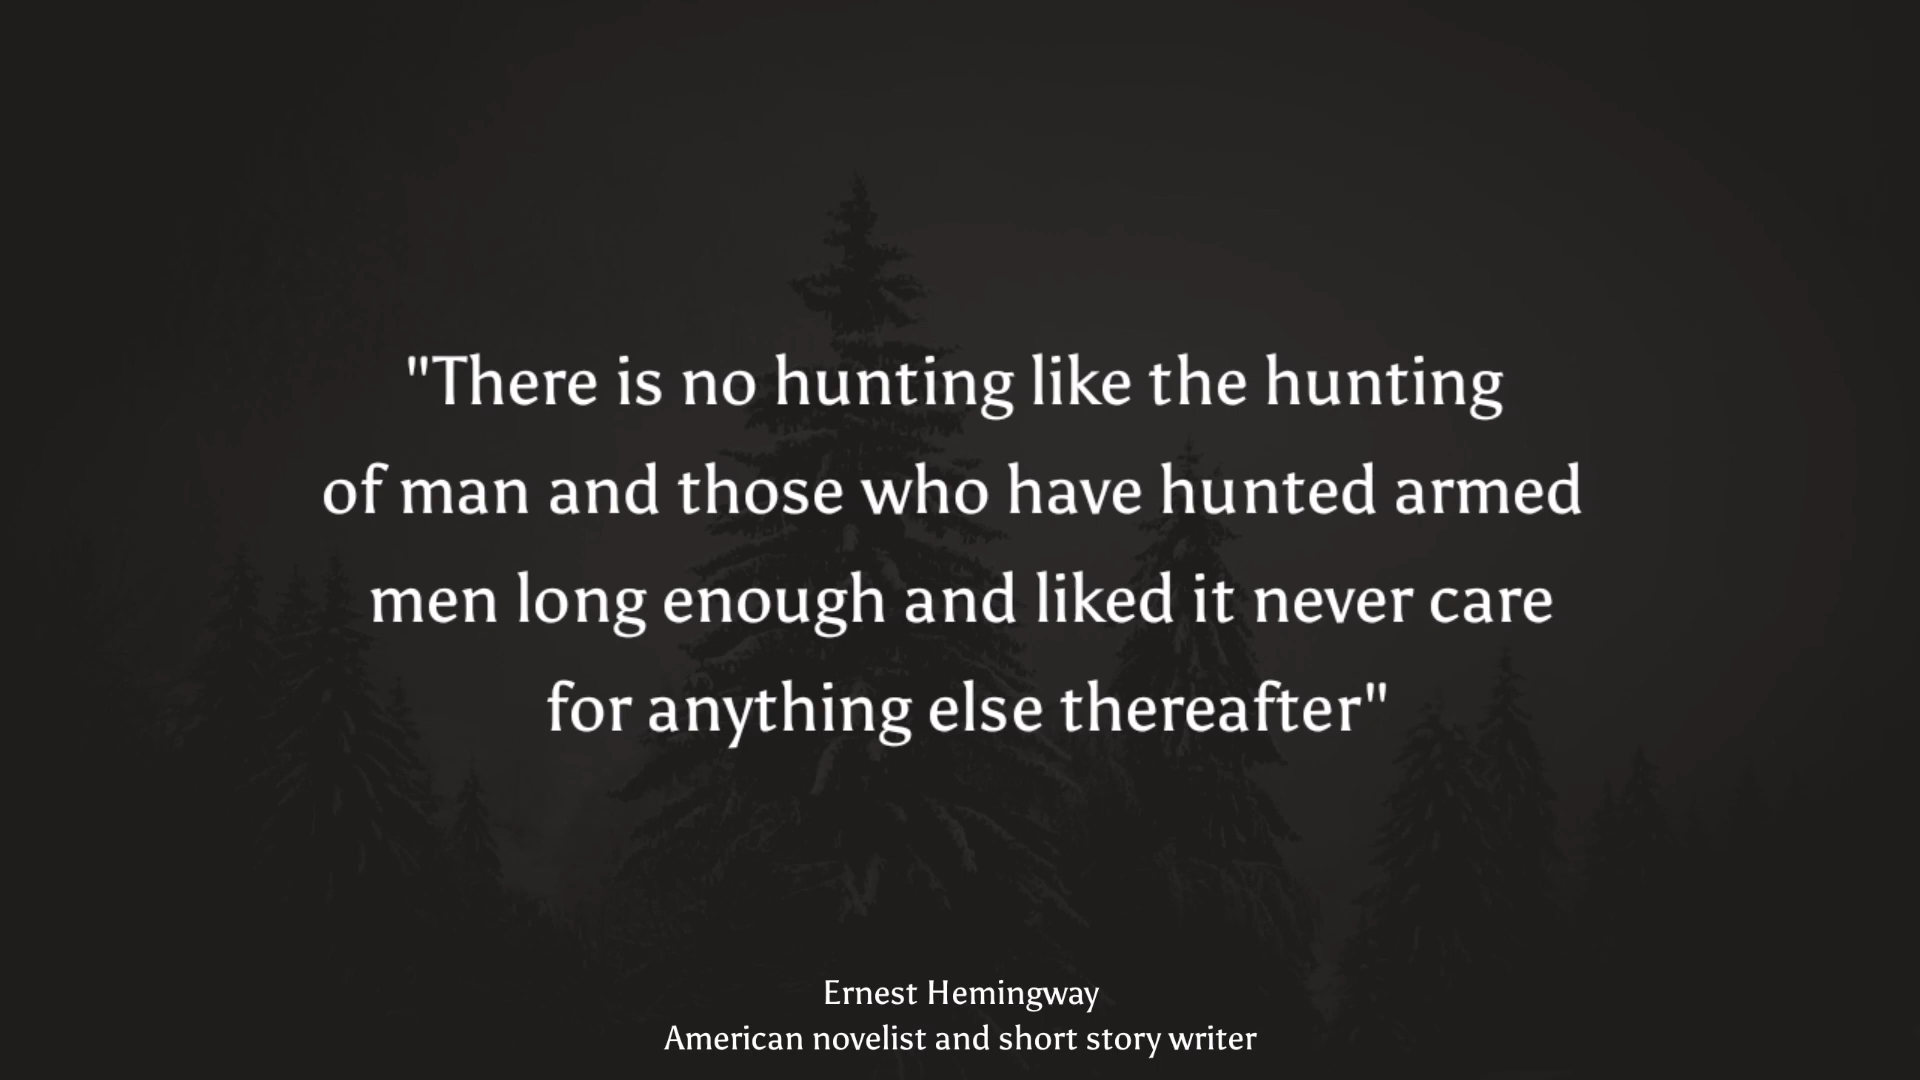 "There is no hunting like the hunting
of man and those who have hunted armed
men long enough and liked it never care
for anything else thereafter"
Ernest Hemingway
American novelist and short story writer